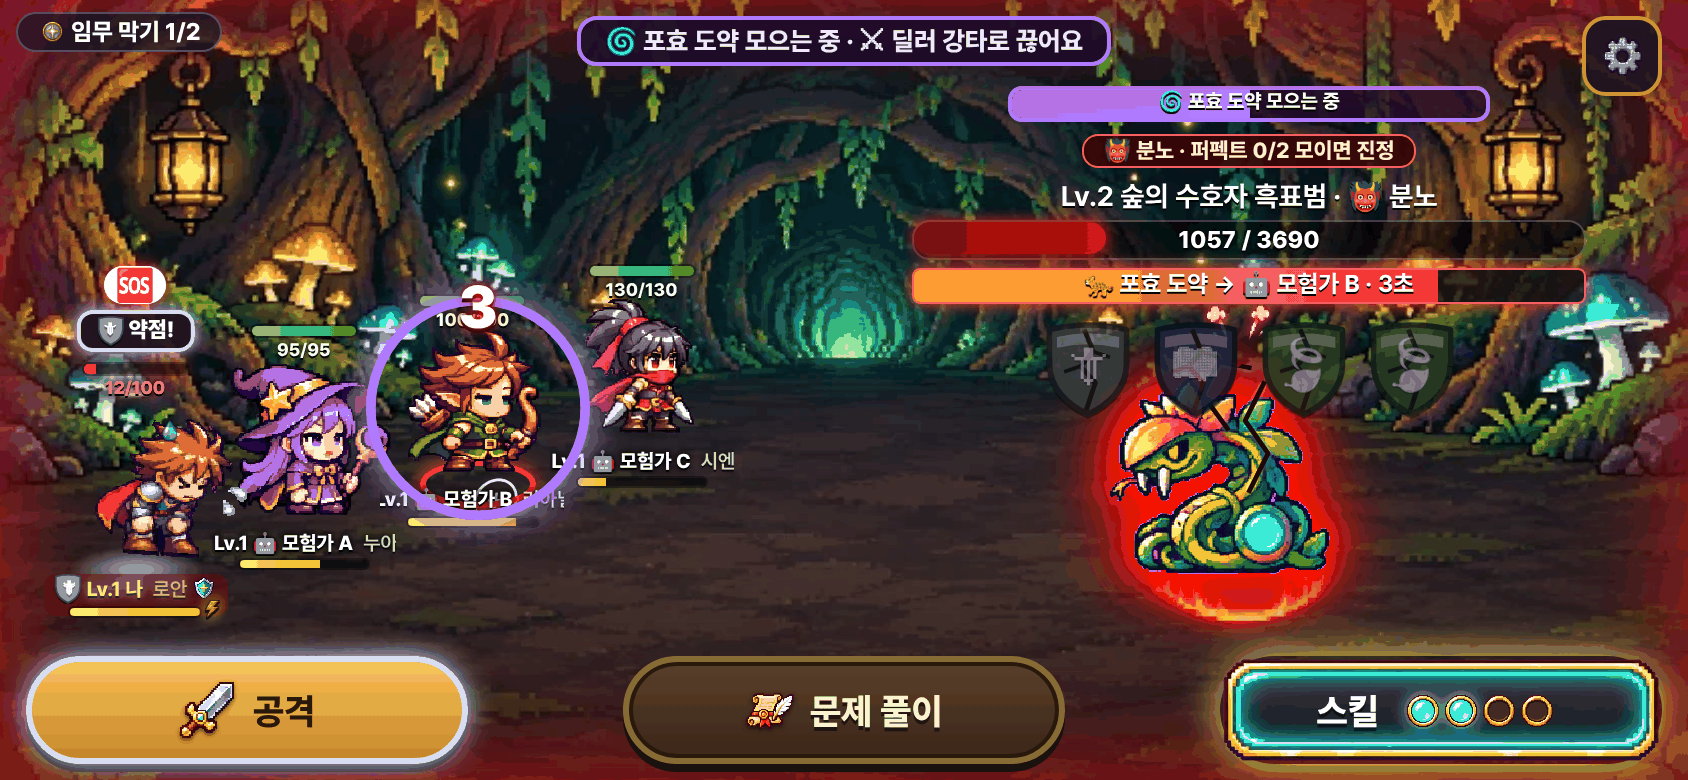 임무 막기 1/2
포효 도약 모으는 중 · 딜러 강타로 끊어요
포효 도약 모으는 중
분노 · 퍼펙트 0/2 모이면 진정
Lv.2 숲의 수호자 흑표범 · 분노
1057 / 3690
포효 도약 → 모험가 B · 3초
SOS
약점!
12/100
95/95
3
130/130
Lv.1 모험가 C 시엔
모험가 B
Lv.1 모험가 A 누아
Lv.1 나 로안
공격
문제 풀이
스킬